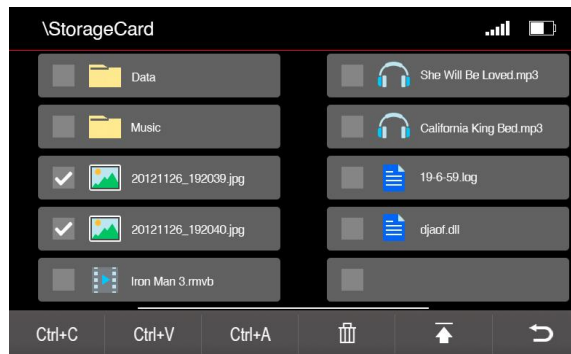 \StorageCard
Data
She Will Be Loved.mp3
Music
California King Bed.mp3
20121126_192039.jpg
19-6-59.log
20121126_192040.jpg
djaof.dll
Iron Man 3.rmvb
Ctrl+C
Ctrl+V
Ctrl+A